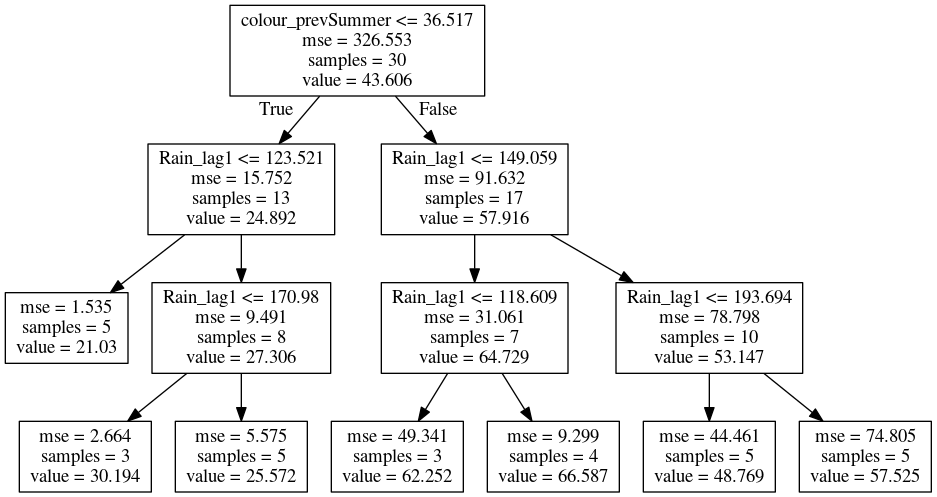 colour_prevSummer <= 36.517
mse = 326.553
samples = 30
value = 43.606
True
False
Rain_lag1 <= 123.521
mse = 15.752
samples = 13
value = 24.892
Rain_lag1 <= 149.059
mse = 91.632
samples = 17
value = 57.916
mse = 1.535
samples = 5
value = 21.03
Rain_lag1 <= 170.98
mse = 9.491
samples = 8
value = 27.306
Rain_lag1 <= 118.609
mse = 31.061
samples = 7
value = 64.729
Rain_lag1 <= 193.694
mse = 78.798
samples = 10
value = 53.147
mse = 2.664
samples = 3
value = 30.194
mse = 5.575
samples = 5
value = 25.572
mse = 49.341
samples = 3
value = 62.252
mse = 9.299
samples = 4
value = 66.587
mse = 44.461
samples = 5
value = 48.769
mse = 74.805
samples = 5
value = 57.525